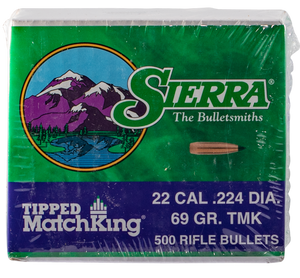 SIERRA®
The Bulletsmiths
TIPPED
MatchKing®
22 CAL .224 DIA.
69 GR. TMK
500 RIFLE BULLETS